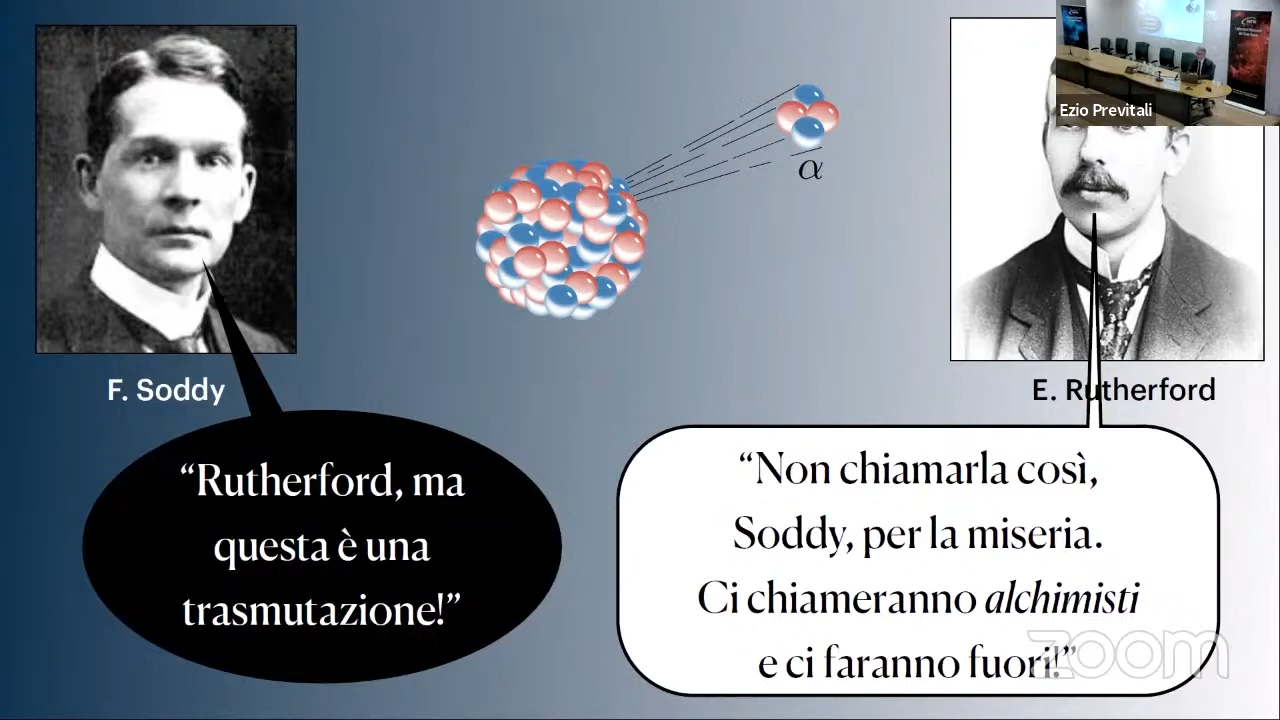 Ezio Previtali
α
F. Soddy
E. Rutherford
“Rutherford, ma
questa è una
trasmutazione!”
“Non chiamarla così,
Soddy, per la miseria.
Ci chiameranno alchimisti
e ci faranno fuori!”
zoom